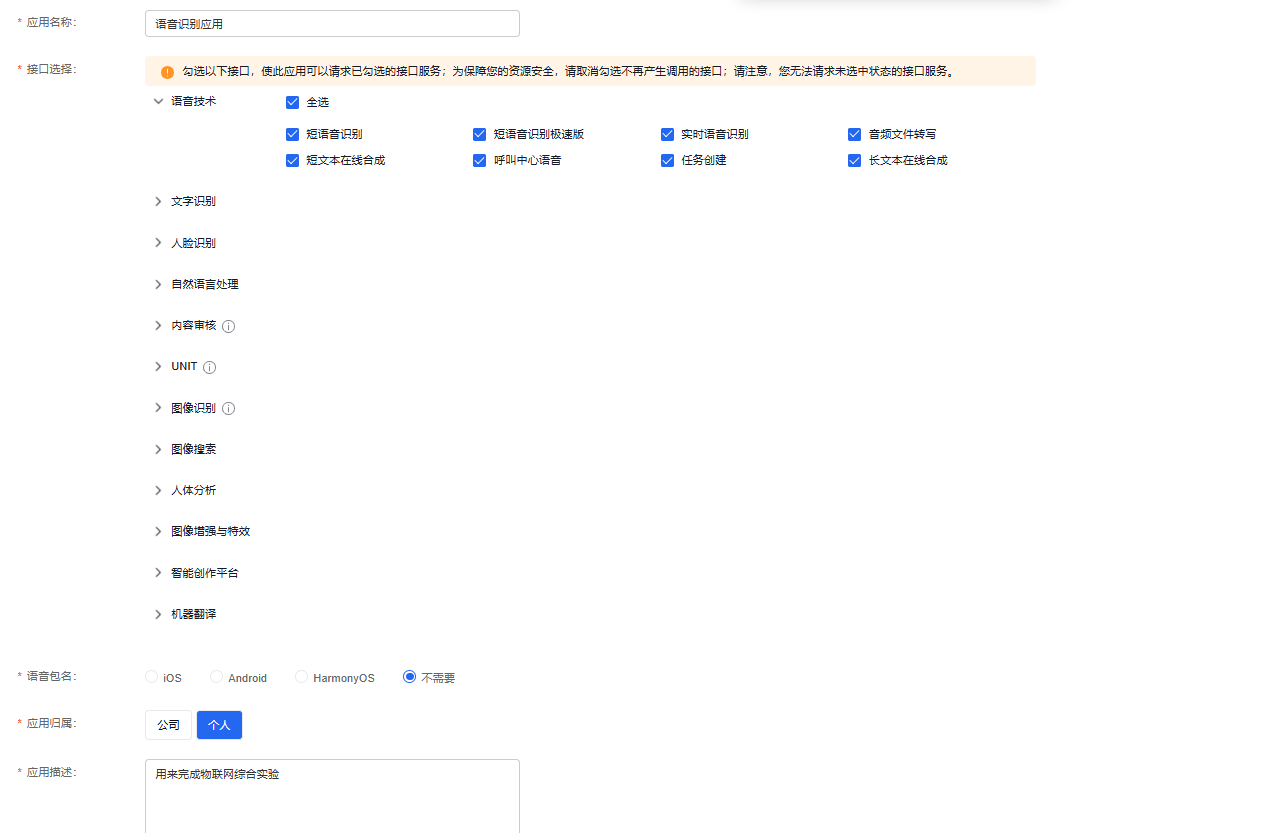 * 应用名称： 语音识别应用
* 接口选择： 勾选以下接口，使此应用可以请求已勾选的接口服务；为保障您的资源安全，请取消勾选不再产生调用的接口；请注意，您无法请求未选中状态的接口服务。
语音技术 全选
短语音识别 短语音识别极速版 实时语音识别 音频文件转写
短文本在线合成 呼叫中心语音 任务创建 长文本在线合成
文字识别
人脸识别
自然语言处理
内容审核
UNIT
图像识别
图像搜索
人体分析
图像增强与特效
智能创作平台
机器翻译
* 语音包名： iOS Android HarmonyOS 不需要
* 应用归属： 公司 个人
* 应用描述： 用来完成物联网综合实验